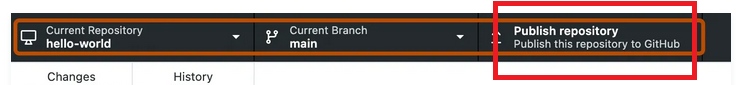 Current Repository
hello-world
Current Branch
main
Publish repository
Publish this repository to GitHub
Changes
History